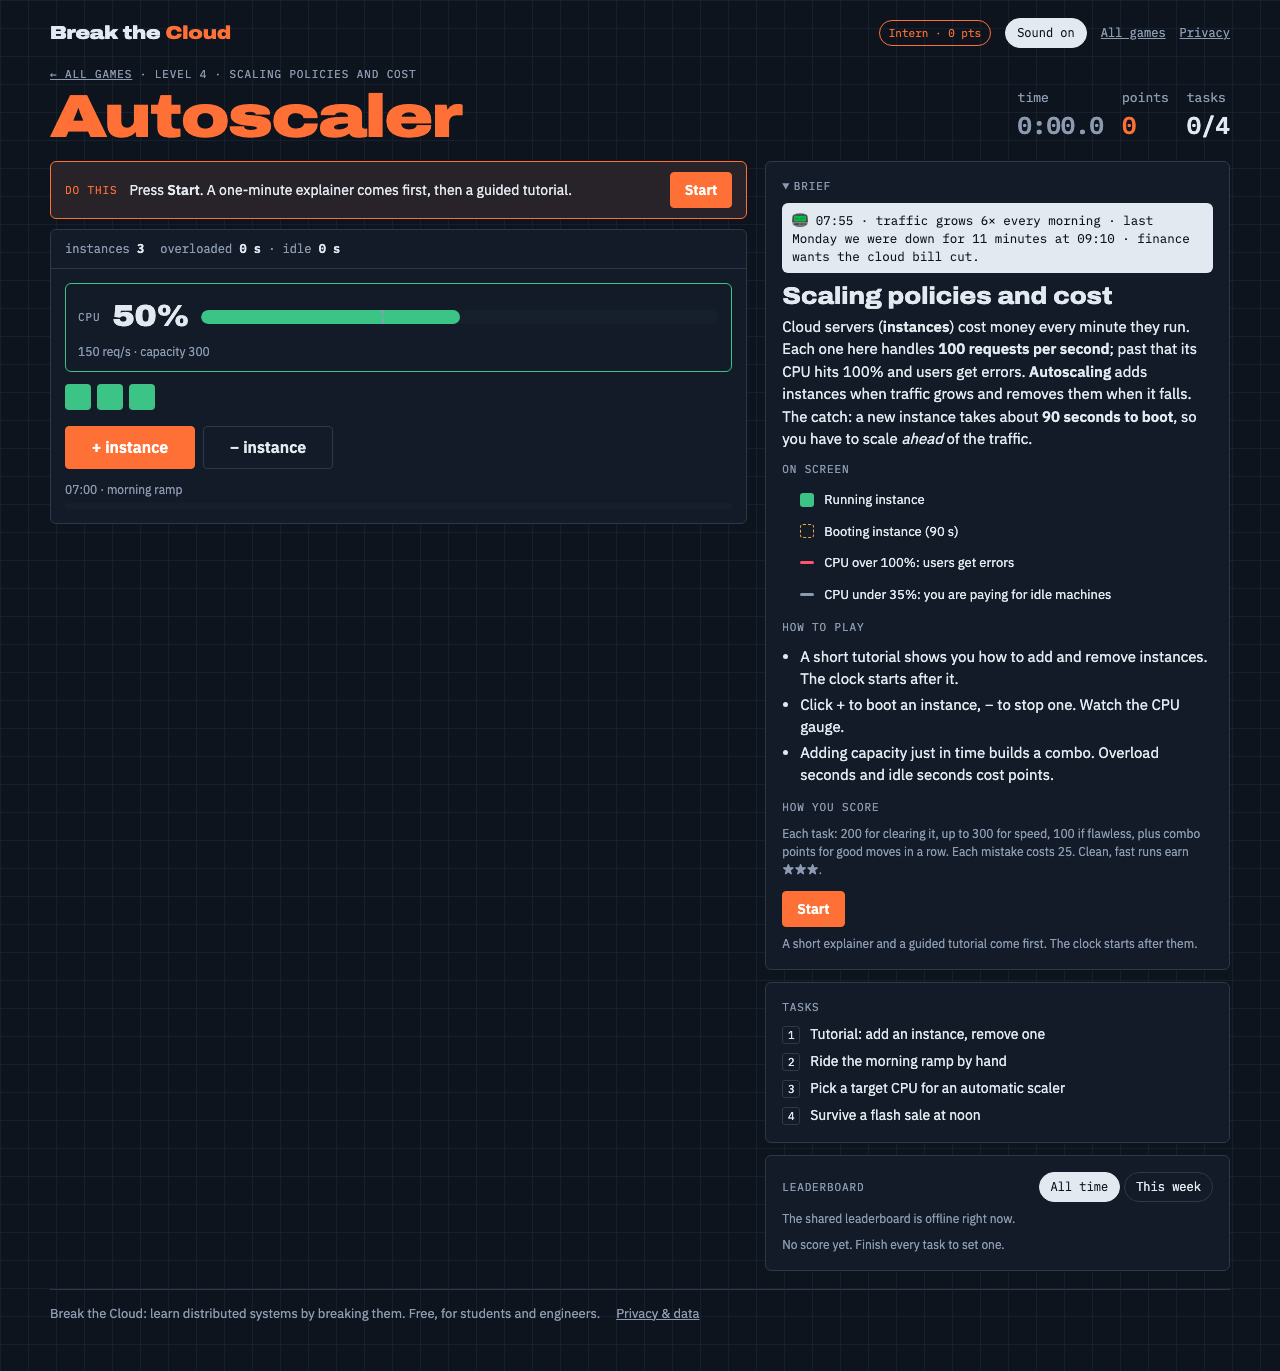 Break the Cloud
Intern · 0 pts
Sound on
All games
Privacy
← ALL GAMES · LEVEL 4 · SCALING POLICIES AND COST
Autoscaler
time
0:00.0
points
0
tasks
0/4
DO THIS Press Start. A one-minute explainer comes first, then a guided tutorial.
Start
instances 3 overloaded 0 s · idle 0 s
CPU 50%
150 req/s · capacity 300
+ instance
− instance
07:00 · morning ramp
▼ BRIEF
07:55 · traffic grows 6× every morning · last
Monday we were down for 11 minutes at 09:10 · finance
wants the cloud bill cut.
Scaling policies and cost
Cloud servers (instances) cost money every minute they run.
Each one here handles 100 requests per second; past that its
CPU hits 100% and users get errors. Autoscaling adds
instances when traffic grows and removes them when it falls.
The catch: a new instance takes about 90 seconds to boot, so
you have to scale ahead of the traffic.
ON SCREEN
Running instance
Booting instance (90 s)
CPU over 100%: users get errors
CPU under 35%: you are paying for idle machines
HOW TO PLAY
• A short tutorial shows you how to add and remove instances.
The clock starts after it.
• Click + to boot an instance, − to stop one. Watch the CPU
gauge.
• Adding capacity just in time builds a combo. Overload
seconds and idle seconds cost points.
HOW YOU SCORE
Each task: 200 for clearing it, up to 300 for speed, 100 if flawless, plus combo
points for good moves in a row. Each mistake costs 25. Clean, fast runs earn
★★★.
Start
A short explainer and a guided tutorial come first. The clock starts after them.
TASKS
1 Tutorial: add an instance, remove one
2 Ride the morning ramp by hand
3 Pick a target CPU for an automatic scaler
4 Survive a flash sale at noon
LEADERBOARD
All time
This week
The shared leaderboard is offline right now.
No score yet. Finish every task to set one.
Break the Cloud: learn distributed systems by breaking them. Free, for students and engineers.
Privacy & data